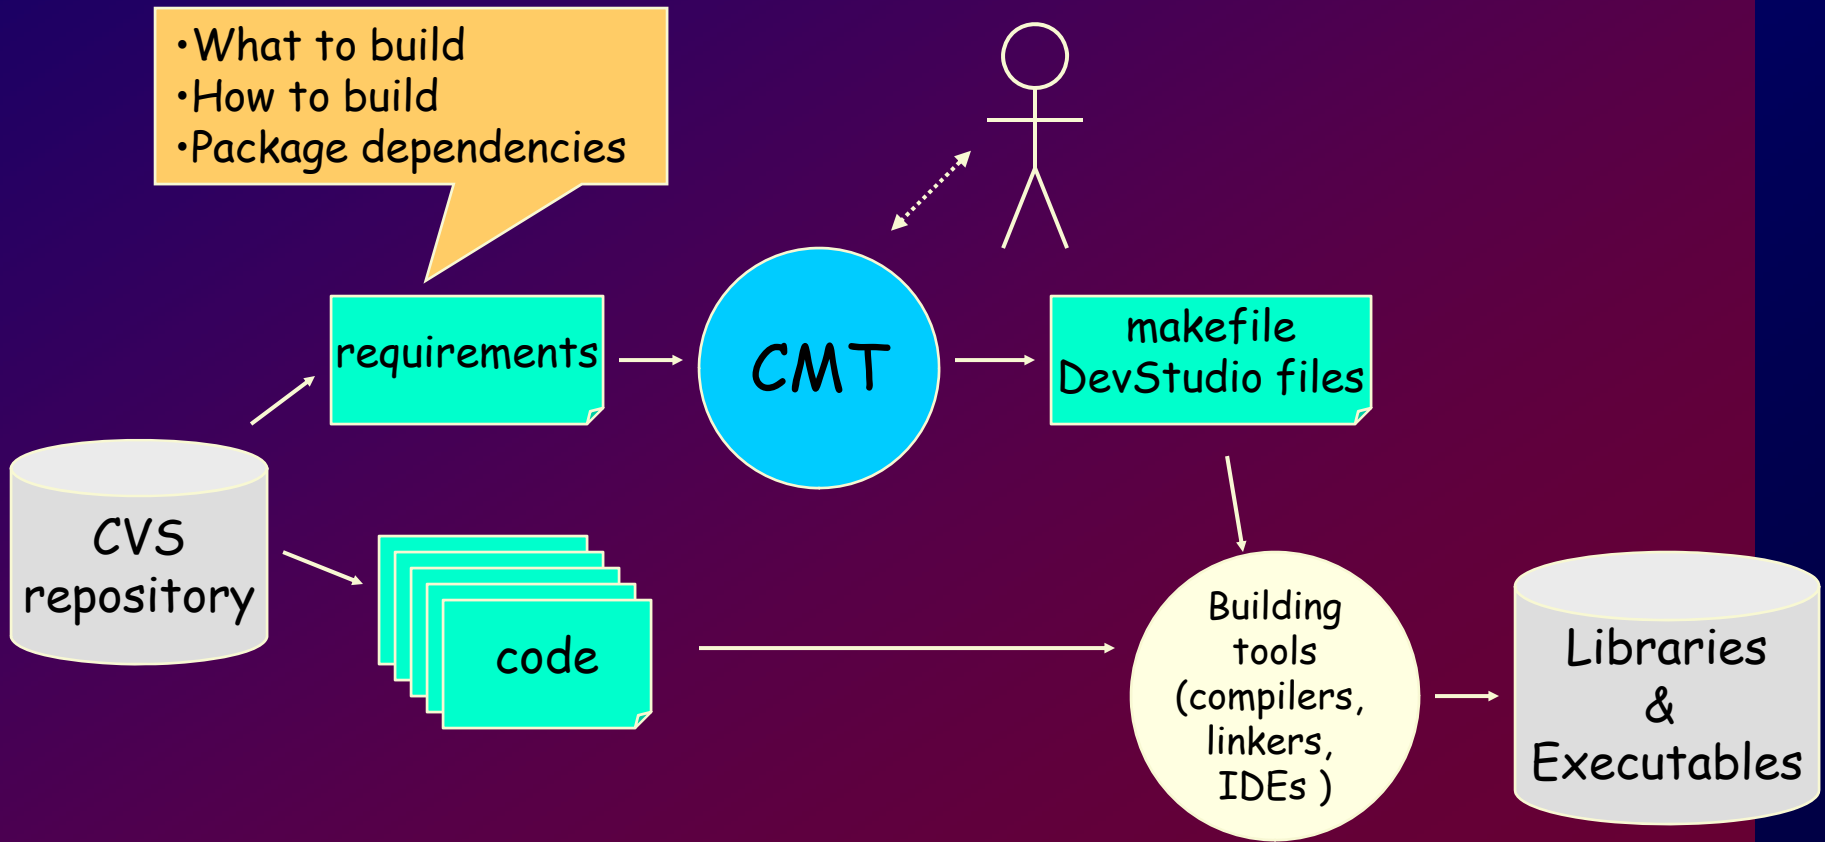 •What to build
•How to build
•Package dependencies
requirements
CMT
makefile
DevStudio files
CVS
repository
code
Building
tools
(compilers,
linkers,
IDEs )
Libraries
&
Executables